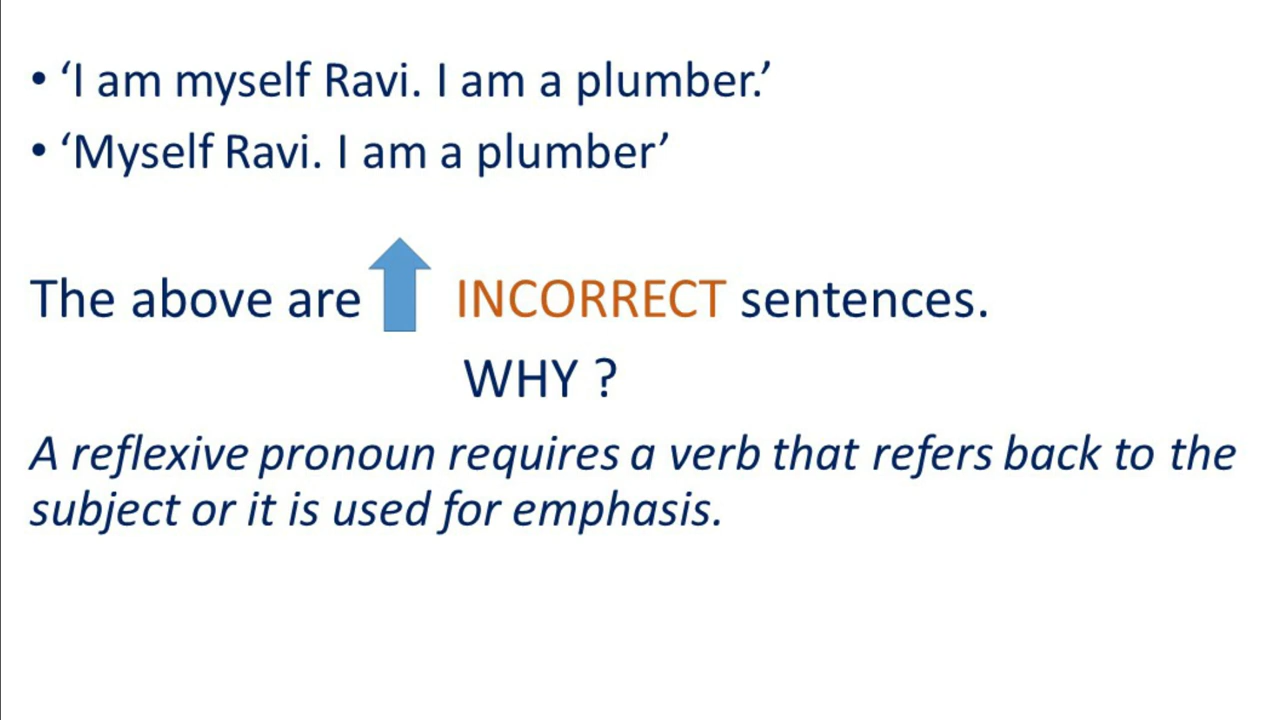 • ‘I am myself Ravi. I am a plumber.’
• ‘Myself Ravi. I am a plumber’
The above are INCORRECT sentences.
WHY ?
A reflexive pronoun requires a verb that refers back to the
subject or it is used for emphasis.